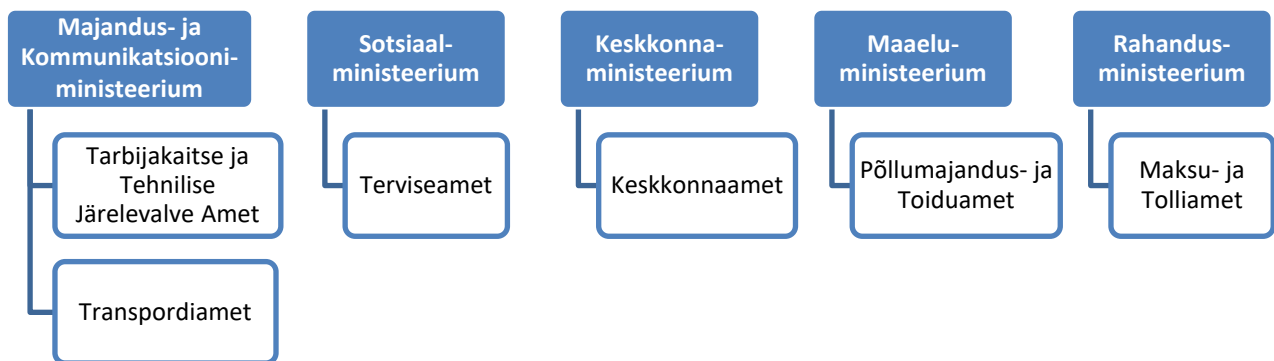 Majandus- ja
Kommunikatsiooni-
ministeerium
Tarbijakaitse ja
Tehnilise
Järelevalve Amet
Transpordiamet
Sotsiaal-
ministeerium
Terviseamet
Keskkonna-
ministeerium
Keskkonnaamet
Maaelu-
ministeerium
Põllumajandus- ja
Toiduamet
Rahandus-
ministeerium
Maksu- ja
Tolliamet